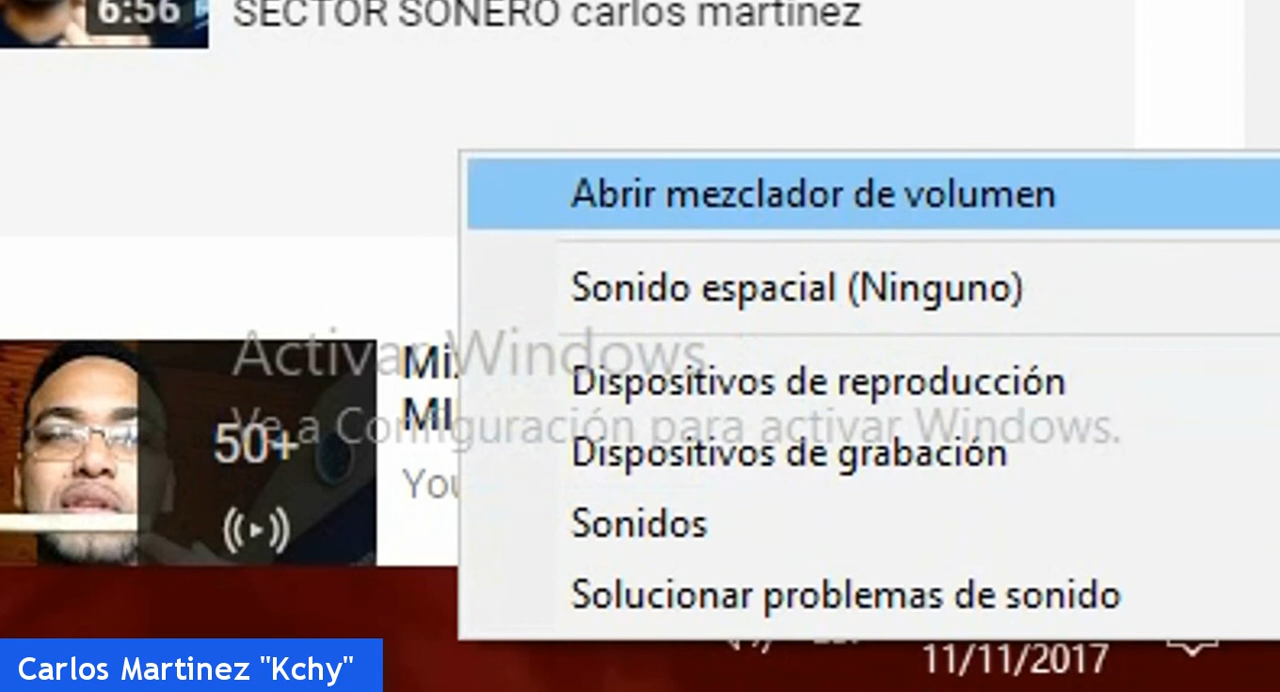 6:56
SECTOR SONERO carlos martinez
Abrir mezclador de volumen
Sonido espacial (Ninguno)
Activar Windows
Mi
Dispositivos de reproducción
Ve a Configuración para activar Windows.
50+
You
Dispositivos de grabación
Sonidos
Solucionar problemas de sonido
11/11/2017
Carlos Martinez "Kchy"